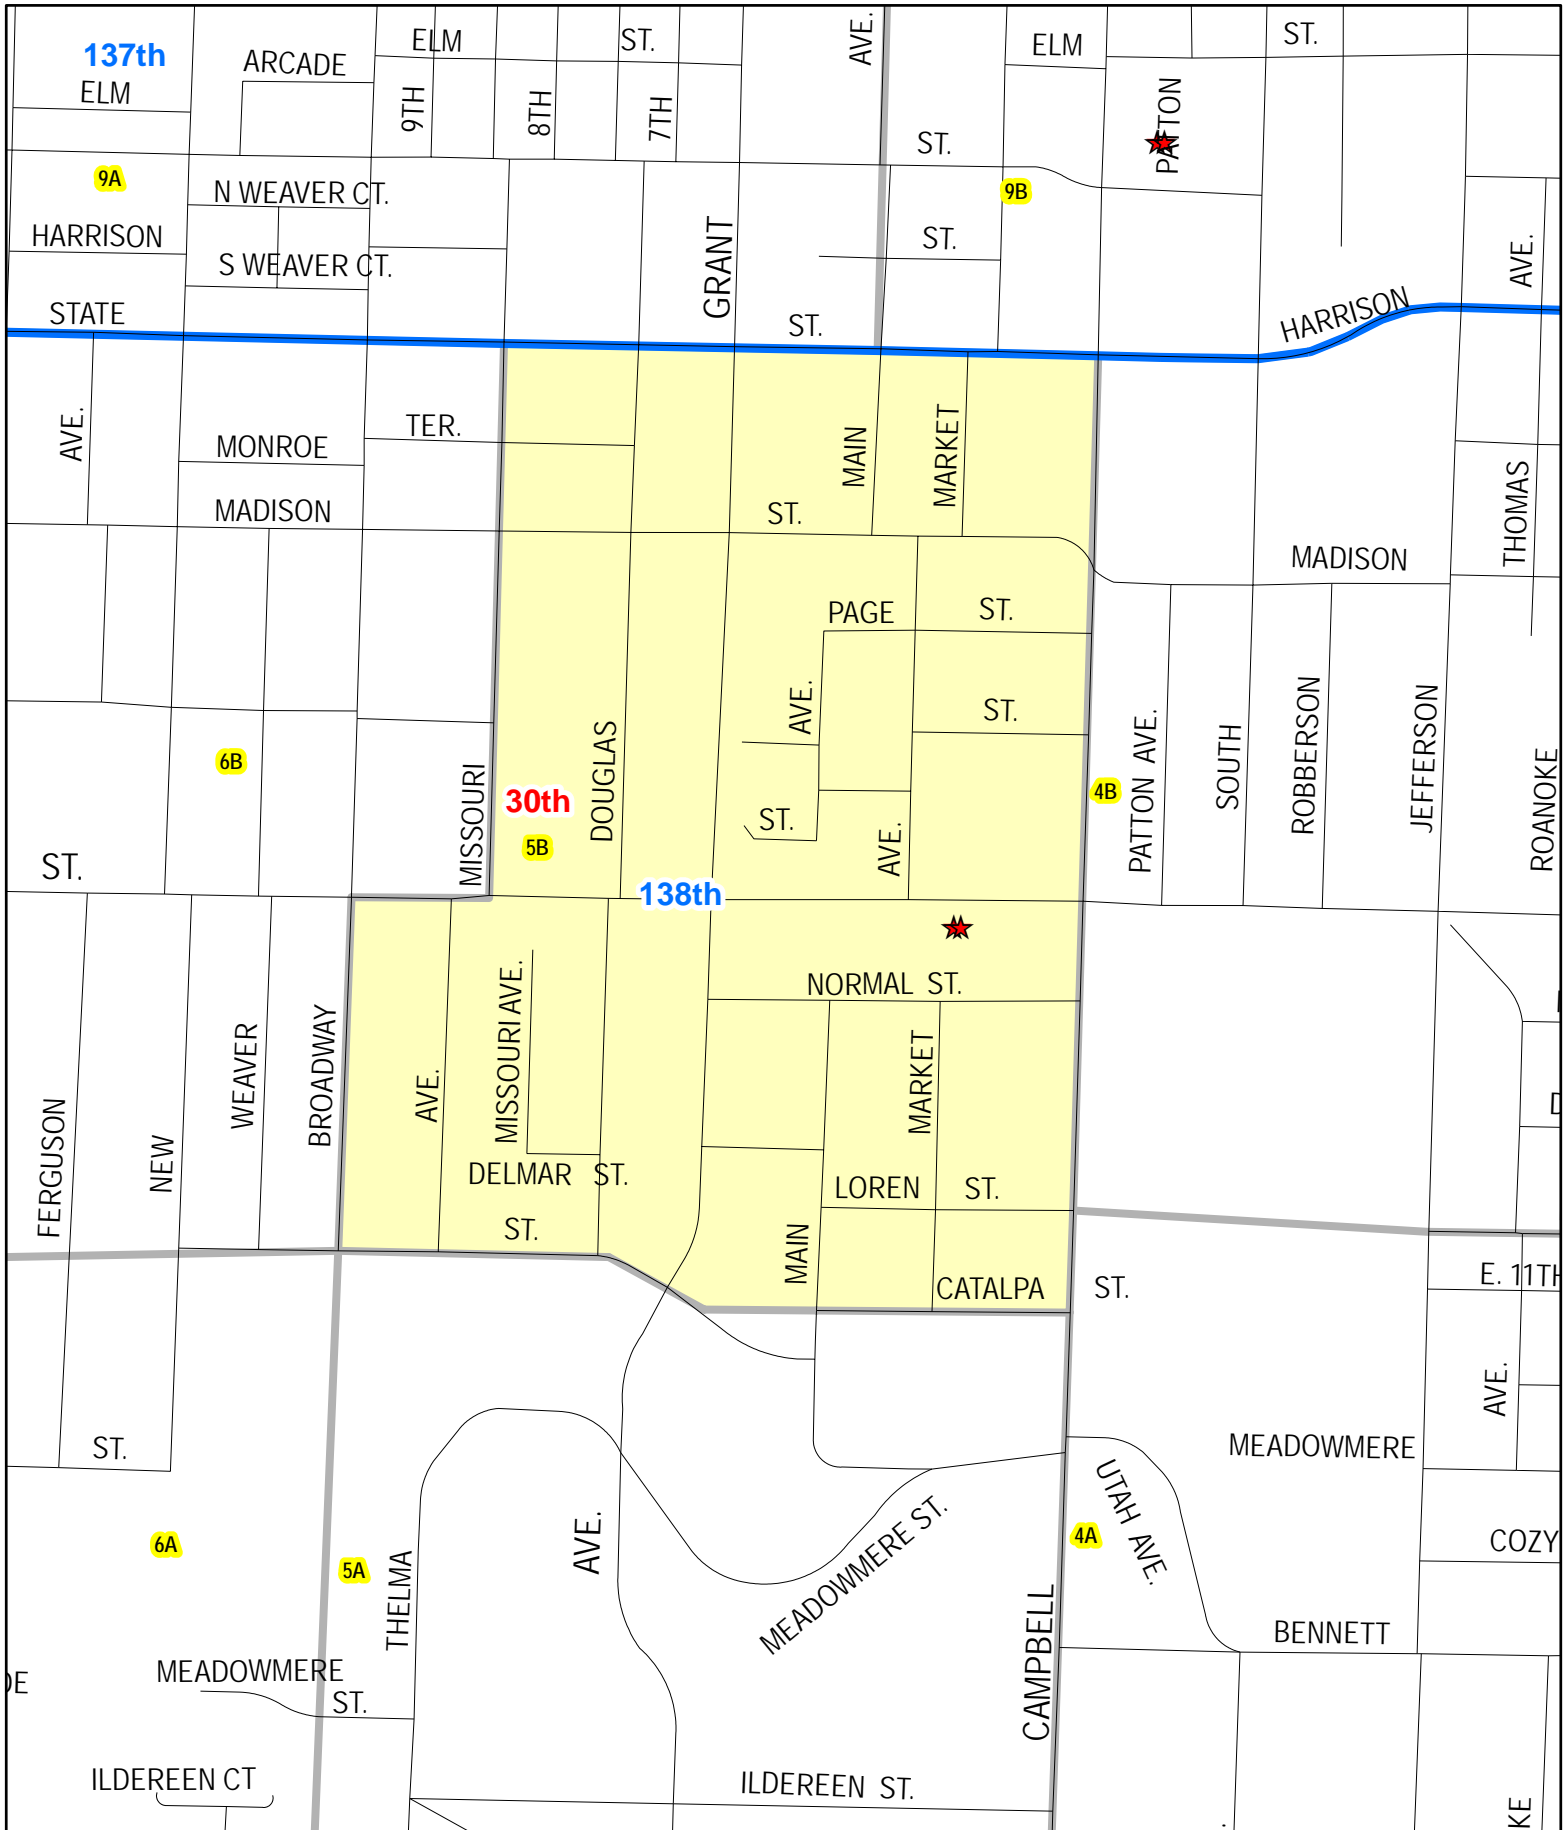 ELM
ST.
AVE.
ELM
ST.
137th
ARCADE
ELM
9TH
8TH
7TH
PATTON
ST.
9A
N WEAVER CT.
9B
HARRISON
S WEAVER CT.
GRANT
ST.
AVE.
STATE
ST.
HARRISON
AVE.
MONROE
TER.
MAIN
MARKET
MADISON
ST.
THOMAS
MADISON
PAGE
ST.
AVE.
ST.
6B
MISSOURI
30th
DOUGLAS
5B
ST.
AVE.
4B
PATTON AVE.
SOUTH
ROBBERSON
JEFFERSON
ROANOKE
ST.
138th
NORMAL ST.
FERGUSON
NEW
WEAVER
BROADWAY
AVE.
MISSOURI AVE.
MARKET
D
DELMAR ST.
LOREN
ST.
ST.
MAIN
CATALPA
ST.
E. 11TH
AVE.
ST.
MEADOWMERE
UTAH AVE.
6A
5A
THELMA
AVE.
MEADOWMERE ST.
4A
COZY
CAMPBELL
BENNETT
DE
MEADOWMERE
ST.
ILDEREEN CT
ILDEREEN ST.
KE